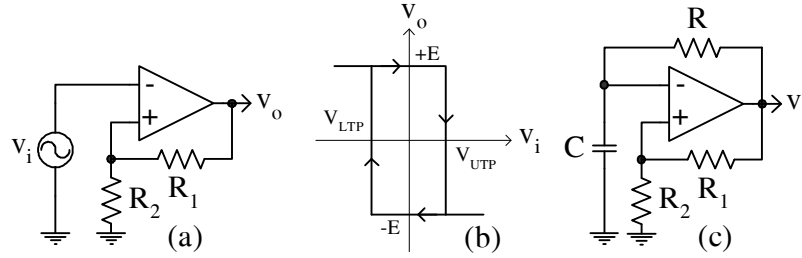 - + v_o
v_i R_1
R_2
(a)
v_o
+E
V_LTP v_i
V_UTP
-E
(b)
R
- + v
C R_1
R_2
(c)